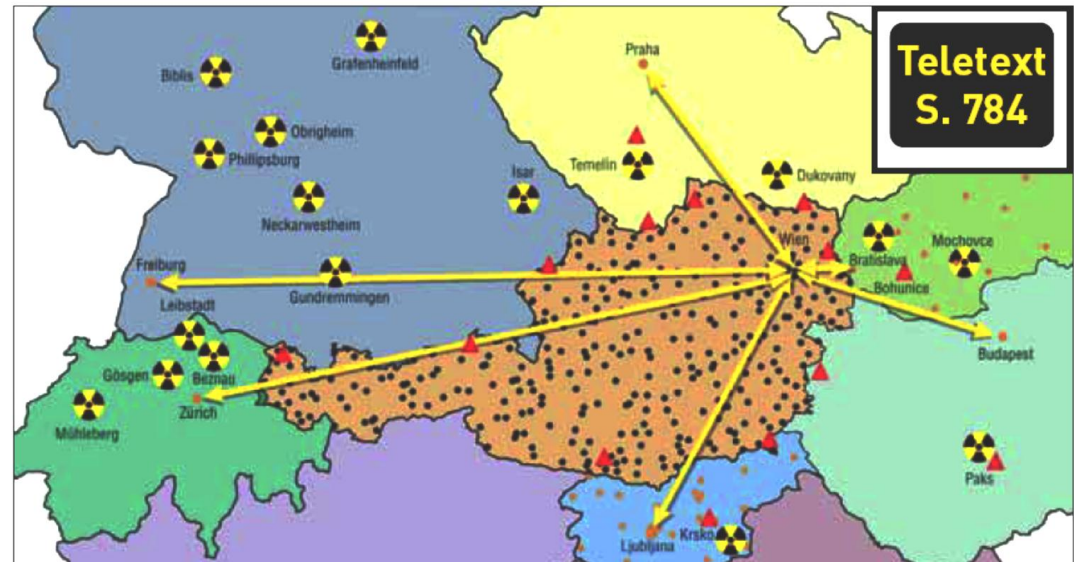 Teletext
S. 784
Grafenheinfeld
Biblis
Obrigheim
Phillipsburg
Neckarwestheim
Isar
Gundremmingen
Freiburg
Leibstadt
Gösgen
Beznau
Zürich
Mühleberg
Praha
Temelin
Dukovany
Wien
Bratislava
Mochovce
Bohunice
Budapest
Paks
Ljubljana
Krsko